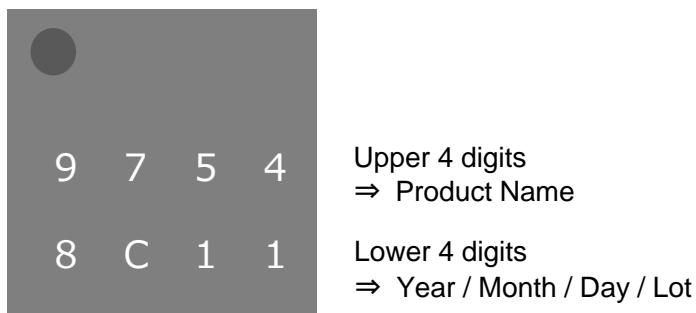 9 7 5 4
Upper 4 digits
⇒ Product Name
8 C 1 1
Lower 4 digits
⇒ Year / Month / Day / Lot